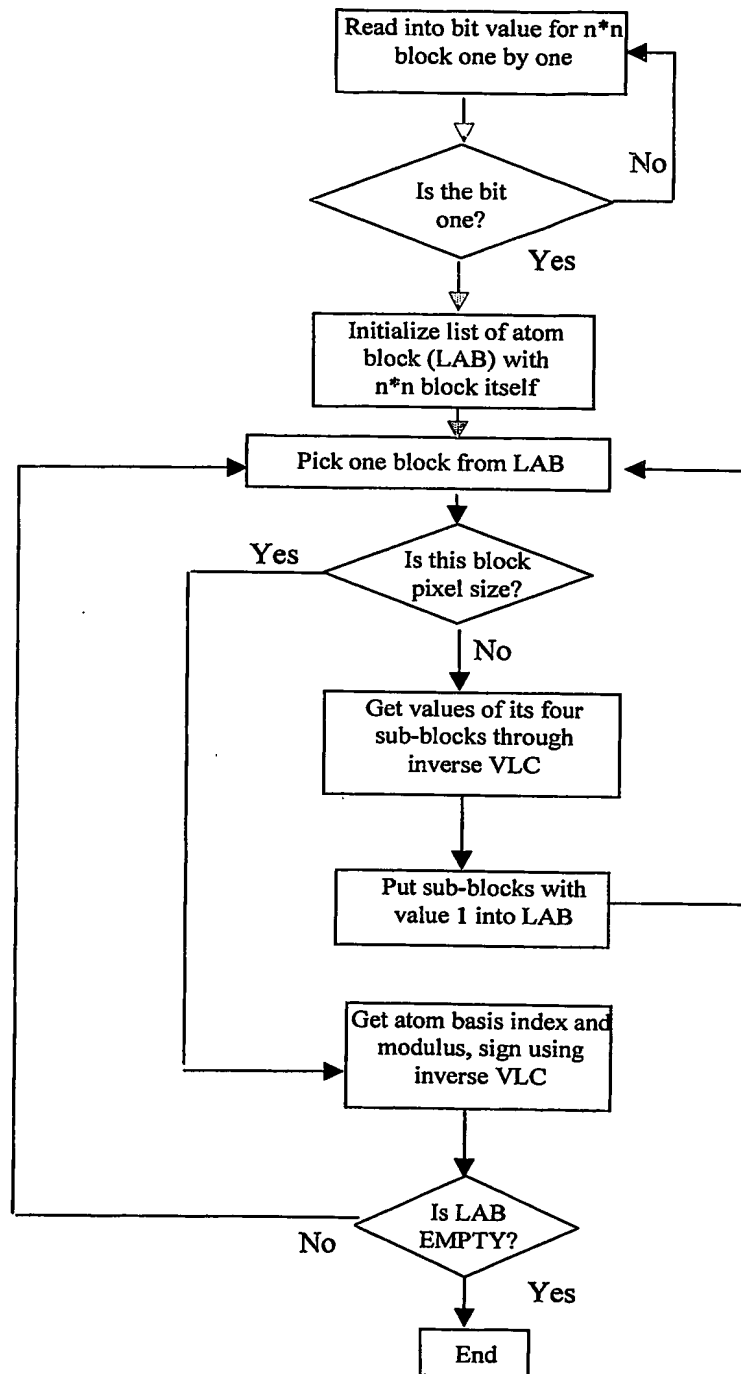 Read into bit value for n*n
block one by one
No
Is the bit
one?
Yes
Initialize list of atom
block (LAB) with
n*n block itself
Pick one block from LAB
Yes
Is this block
pixel size?
No
Get values of its four
sub-blocks through
inverse VLC
Put sub-blocks with
value 1 into LAB
Get atom basis index and
modulus, sign using
inverse VLC
Is LAB
EMPTY?
No
Yes
End